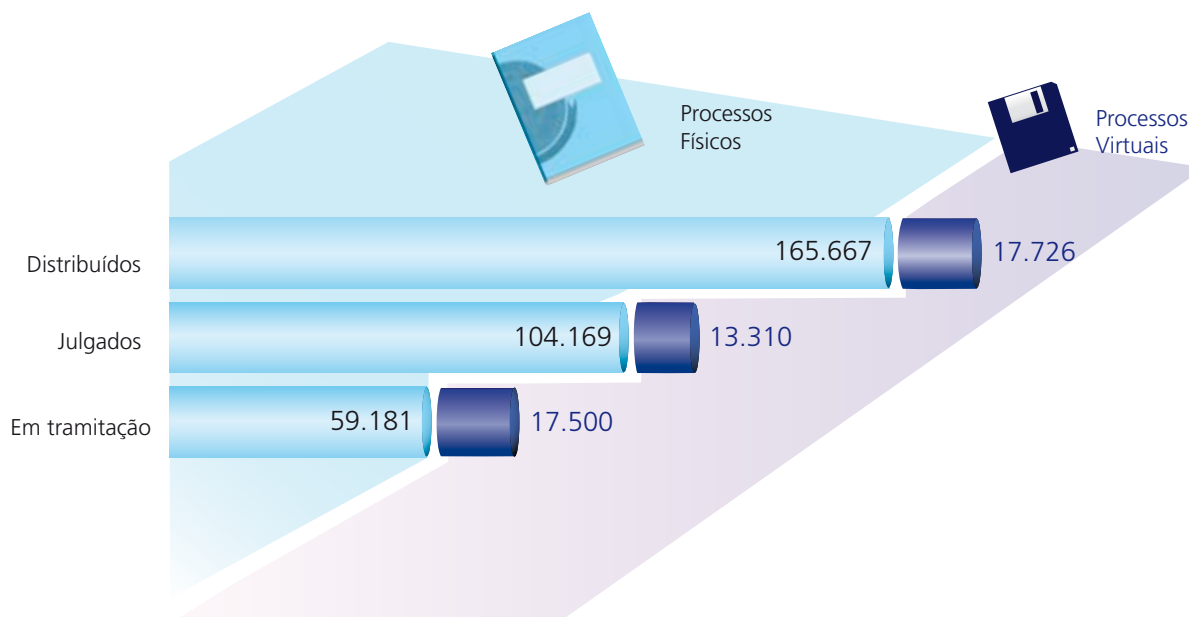 Processos
Físicos
Processos
Virtuais
Distribuídos
165.667
17.726
Julgados
104.169
13.310
Em tramitação
59.181
17.500